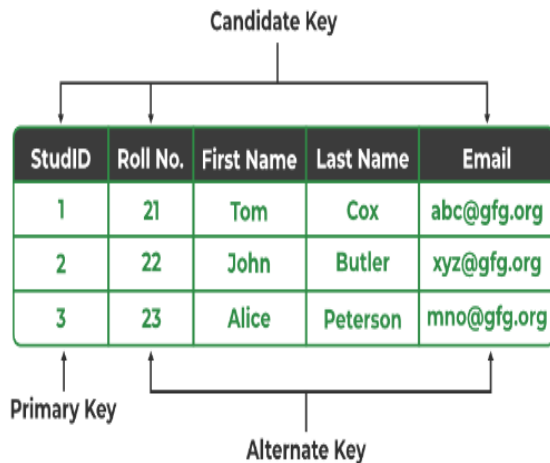 Candidate Key
StudID Roll No. First Name Last Name Email
1 21 Tom Cox abc@gfg.org
2 22 John Butler xyz@gfg.org
3 23 Alice Peterson mno@gfg.org
Primary Key
Alternate Key